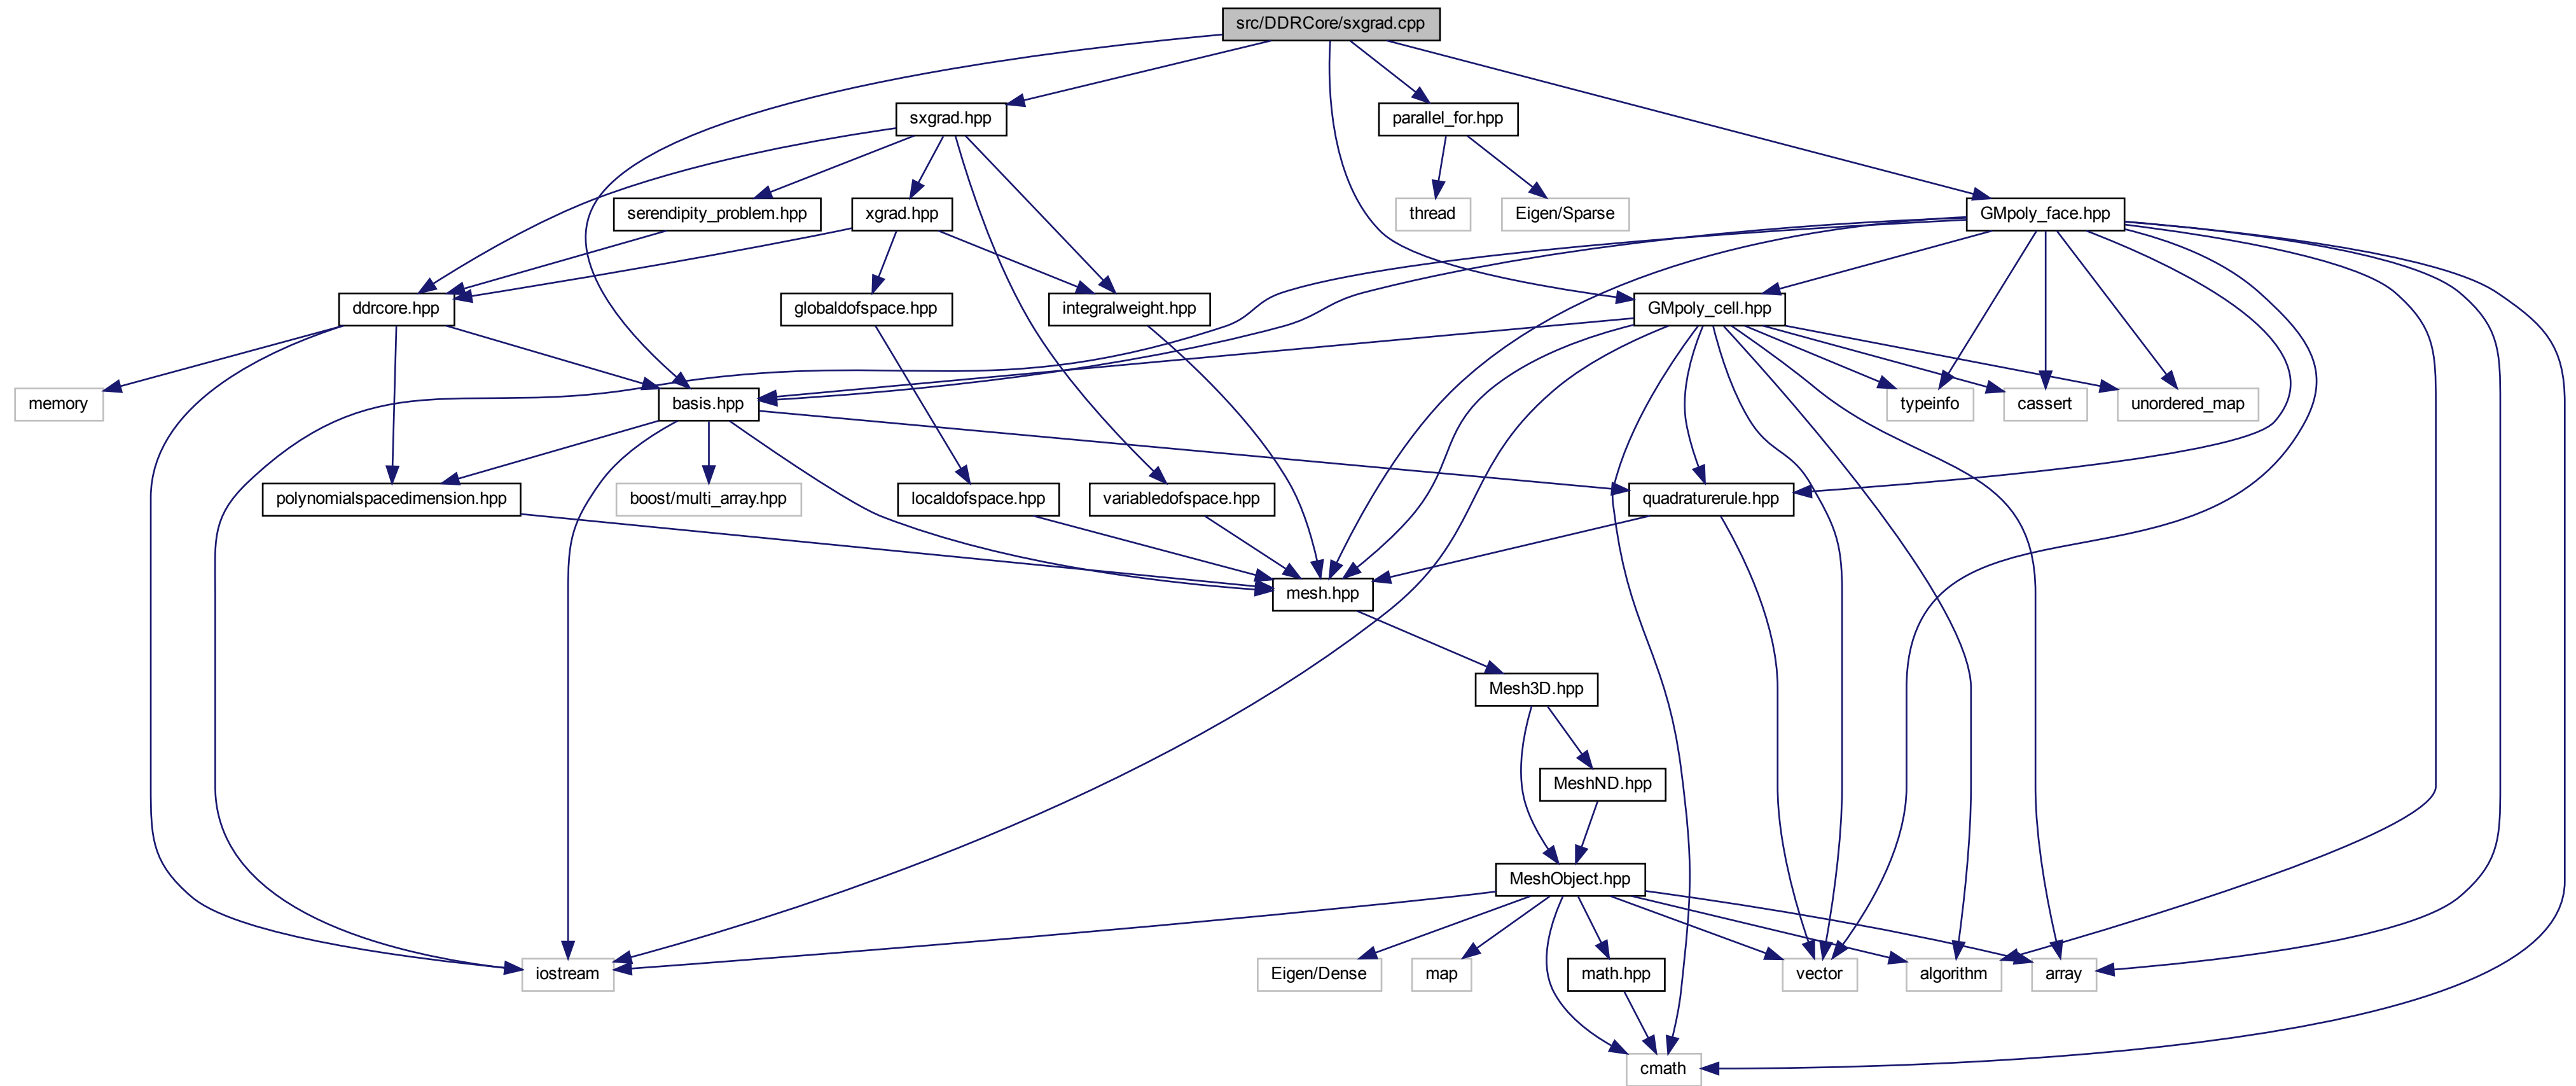 src/DDRCore/sxgrad.cpp
sxgrad.hpp
parallel_for.hpp
serendipity_problem.hpp
xgrad.hpp
thread
Eigen/Sparse
GMpoly_face.hpp
ddrcore.hpp
globaldofspace.hpp
integralweight.hpp
GMpoly_cell.hpp
memory
basis.hpp
typeinfo
cassert
unordered_map
polynomialspacedimension.hpp
boost/multi_array.hpp
localdofspace.hpp
variabledofspace.hpp
quadraturerule.hpp
mesh.hpp
Mesh3D.hpp
MeshND.hpp
MeshObject.hpp
iostream
Eigen/Dense
map
math.hpp
vector
algorithm
array
cmath